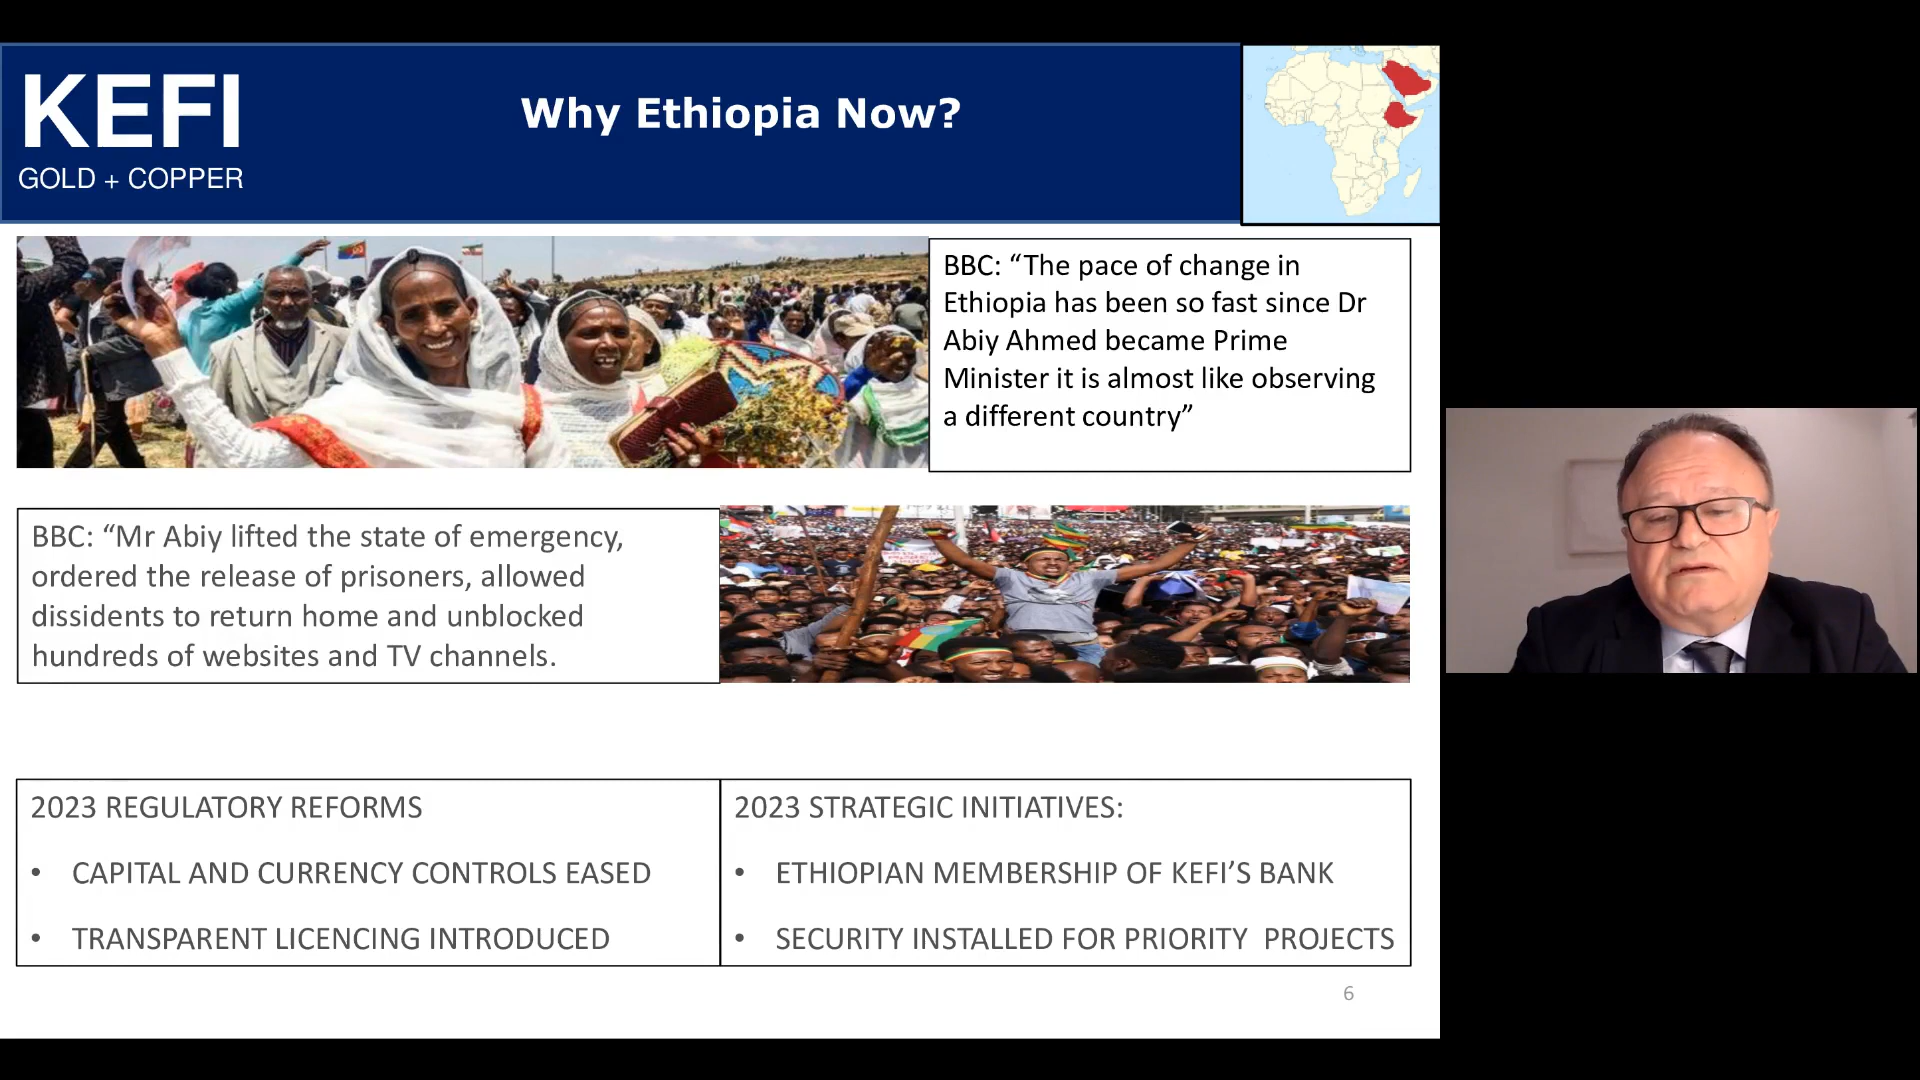 KEFI
GOLD + COPPER
Why Ethiopia Now?
BBC: “The pace of change in
Ethiopia has been so fast since Dr
Abiy Ahmed became Prime
Minister it is almost like observing
a different country”
BBC: “Mr Abiy lifted the state of emergency,
ordered the release of prisoners, allowed
dissidents to return home and unblocked
hundreds of websites and TV channels.
2023 REGULATORY REFORMS
• CAPITAL AND CURRENCY CONTROLS EASED
• TRANSPARENT LICENCING INTRODUCED
2023 STRATEGIC INITIATIVES:
• ETHIOPIAN MEMBERSHIP OF KEFI’S BANK
• SECURITY INSTALLED FOR PRIORITY  PROJECTS
6